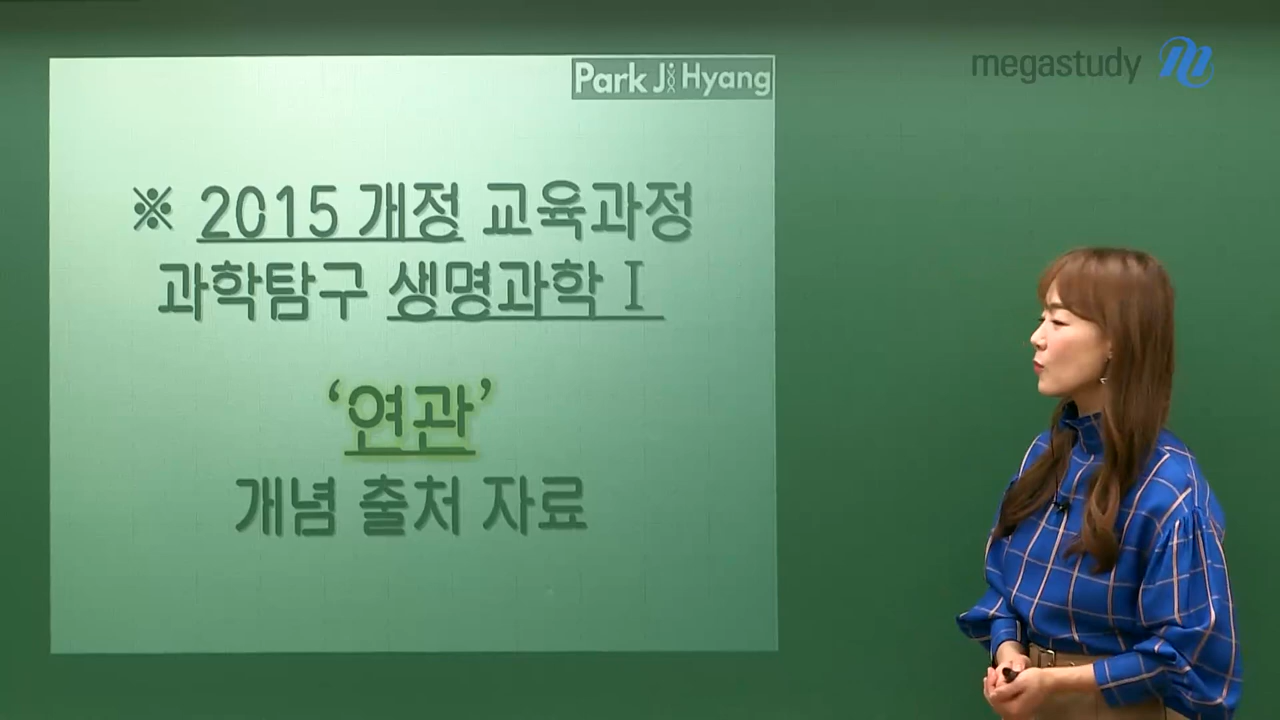 megastudy
Park Ji Hyang
※ 2015 개정 교육과정
과학탐구 생명과학 I
‘연관’
개념 출처 자료